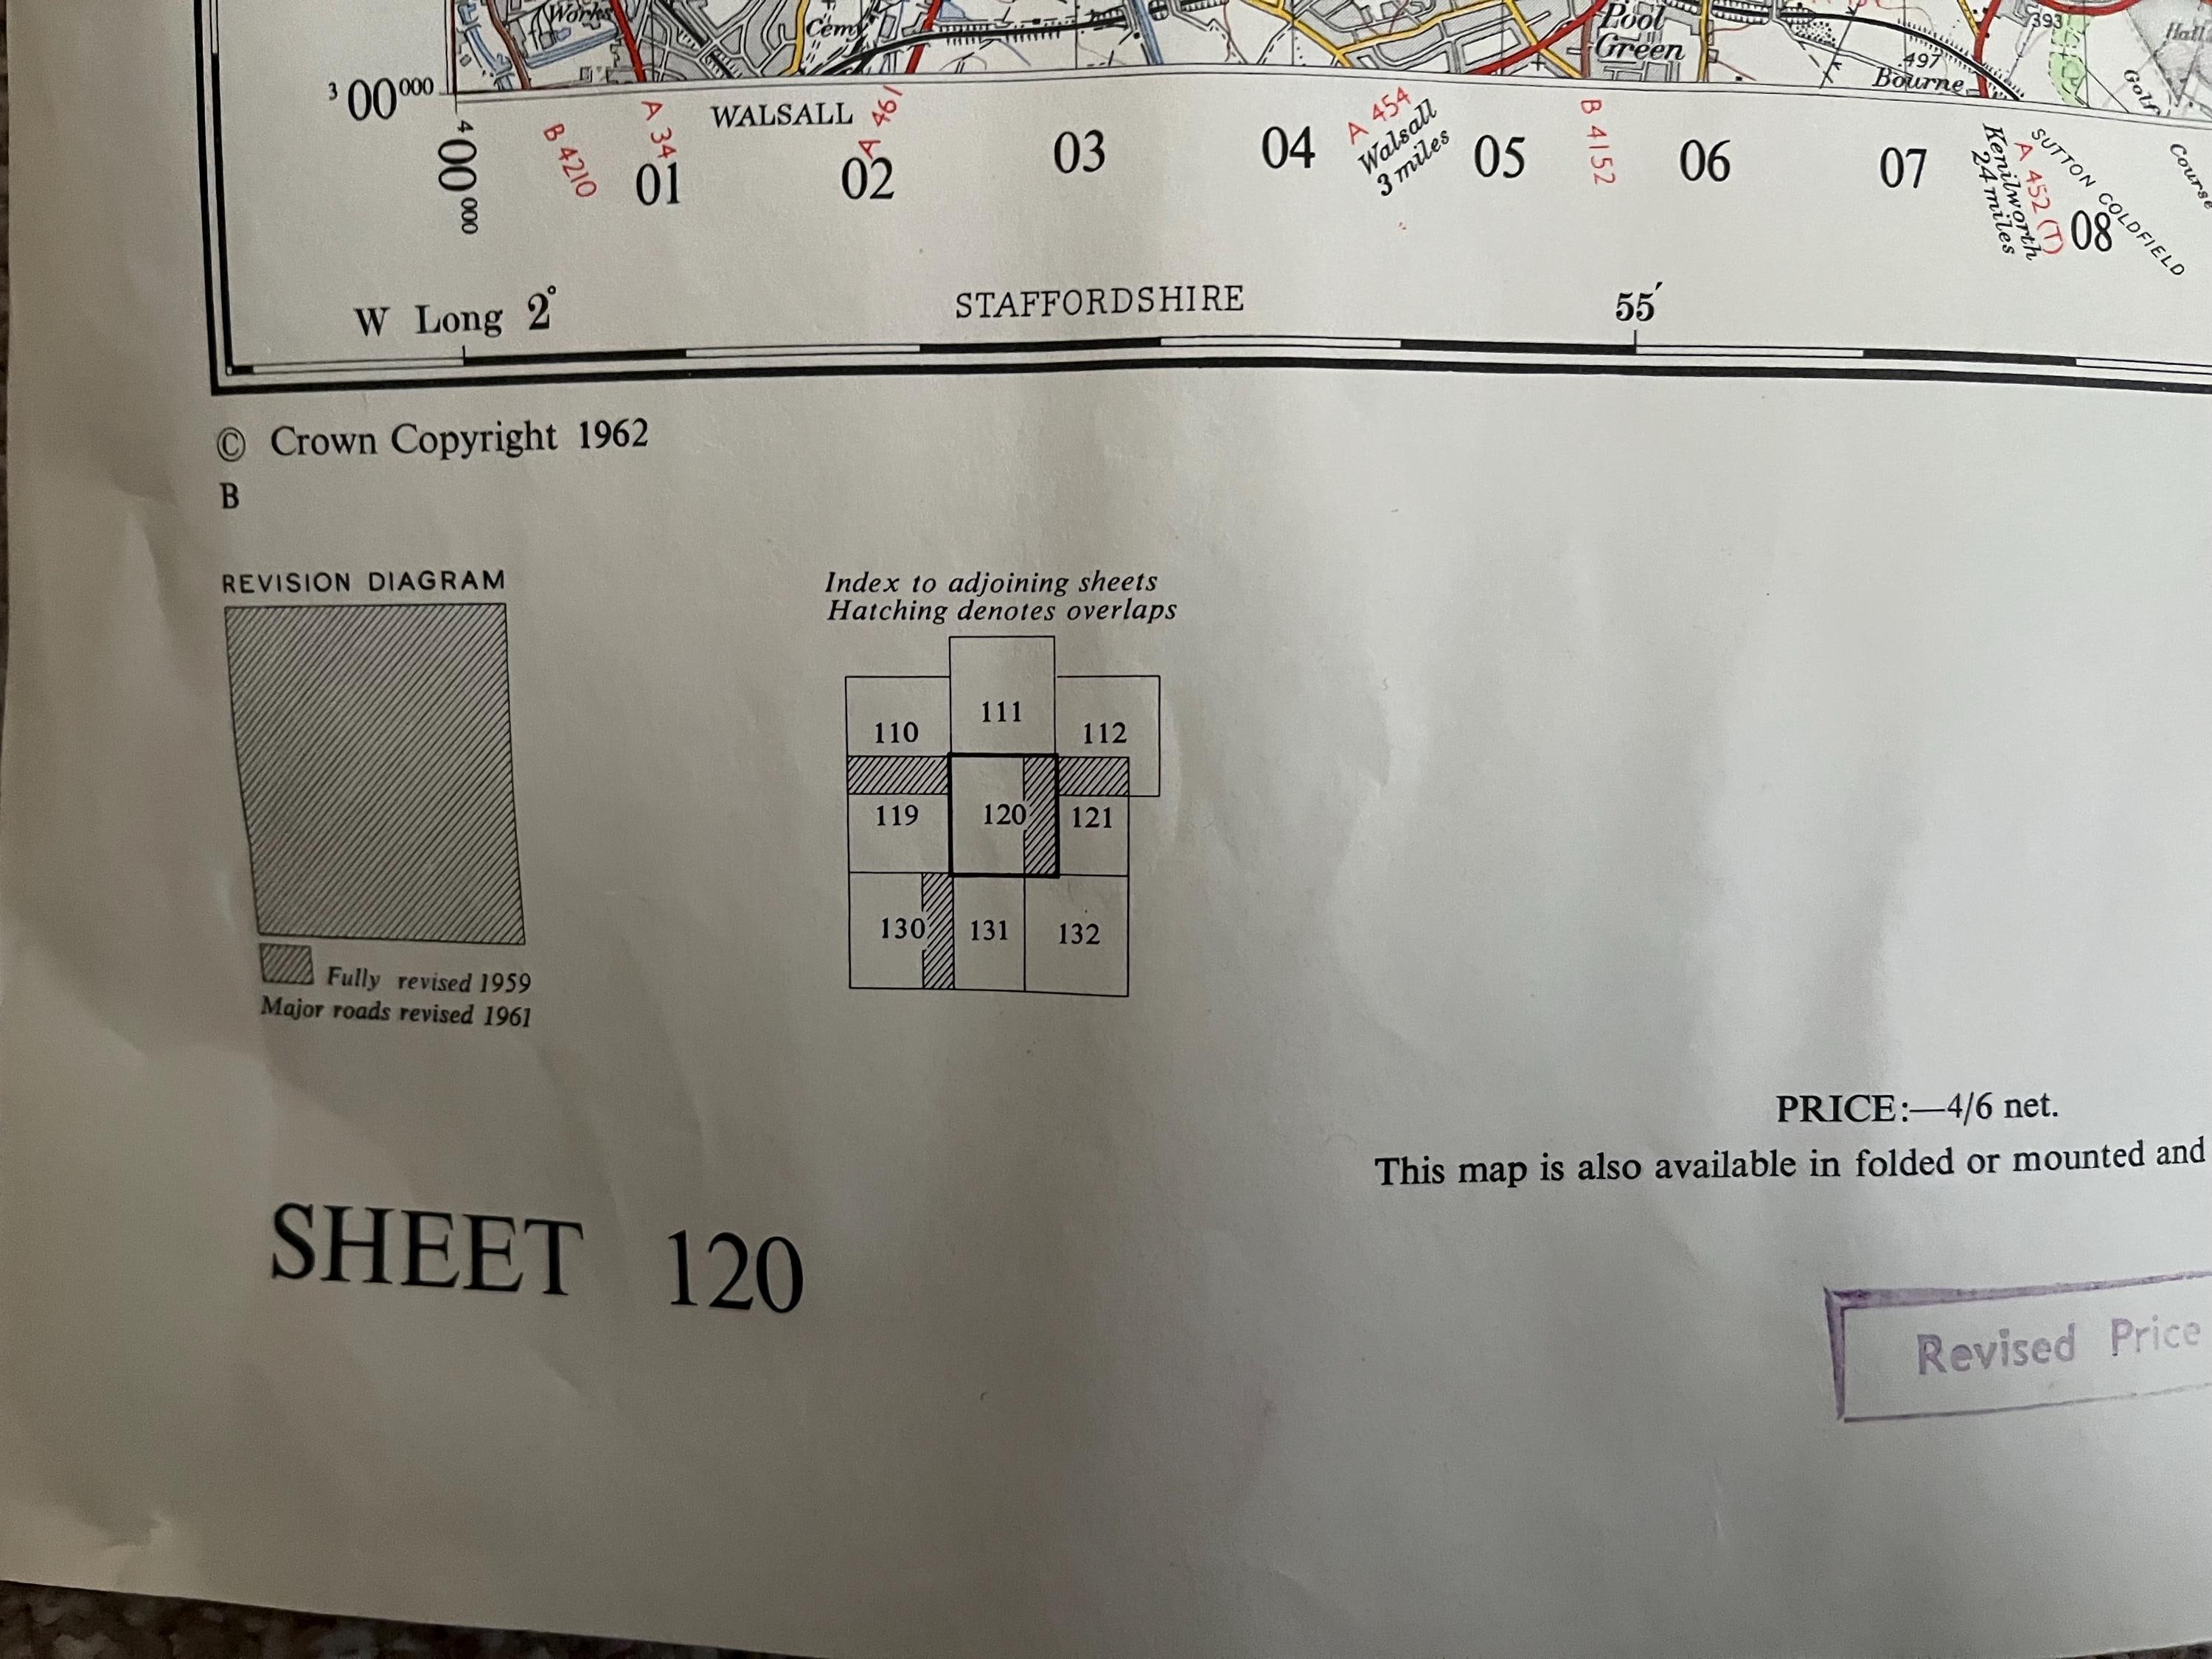 Works
Cemy
Pool
Green
393
.497
Bourne
Hall
Golf
Course
3 00 000
4 00 000
B 4210
A 34
WALSALL
A 461
A 454
Walsall
3 miles
B 4152
A 452 (T)
Kenilworth
24 miles
SUTTON COLDFIELD
01 02 03 04 05 06 07 08
W Long 2°
STAFFORDSHIRE
55′
© Crown Copyright 1962
B
REVISION DIAGRAM
Fully revised 1959
Major roads revised 1961
Index to adjoining sheets
Hatching denotes overlaps
111
110 112
119 120 121
130 131 132
PRICE:—4/6 net.
This map is also available in folded or mounted and
SHEET 120
Revised Price